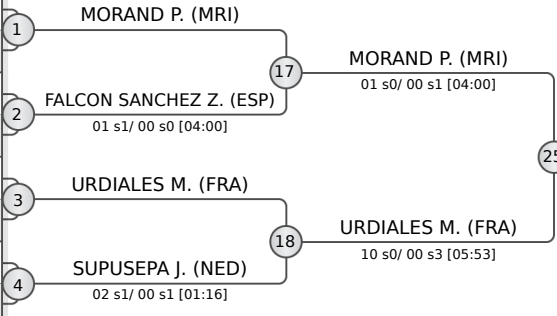 MORAND P. (MRI)
1
17
MORAND P. (MRI)
01 s0/ 00 s1 [04:00]
FALCON SANCHEZ Z. (ESP)
2
01 s1/ 00 s0 [04:00]
25
URDIALES M. (FRA)
3
18
URDIALES M. (FRA)
10 s0/ 00 s3 [05:53]
SUPUSEPA J. (NED)
4
02 s1/ 00 s1 [01:16]